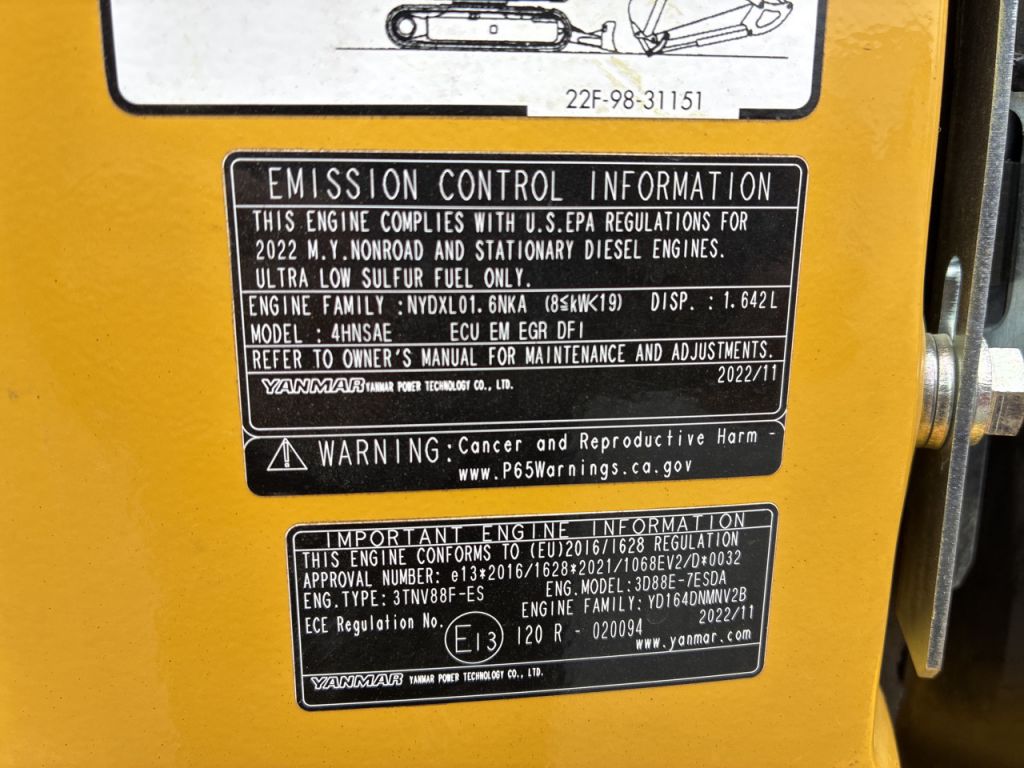 22F-98-31151
EMISSION CONTROL INFORMATION
THIS ENGINE COMPLIES WITH U.S.EPA REGULATIONS FOR
2022 M.Y.NONROAD AND STATIONARY DIESEL ENGINES.
ULTRA LOW SULFUR FUEL ONLY.
ENGINE FAMILY :NYDXL01.6NKA (8≤kW<19) DISP. : 1.642L
MODEL : 4HNSAE ECU EM EGR DFI
REFER TO OWNER'S MANUAL FOR MAINTENANCE AND ADJUSTMENTS.
YANMAR YANMAR POWER TECHNOLOGY CO., LTD. 2022/11
WARNING:Cancer and Reproductive Harm -
www.P65Warnings.ca.gov
IMPORTANT ENGINE INFORMATION
THIS ENGINE CONFORMS TO (EU)2016/1628 REGULATION
APPROVAL NUMBER: e13*2016/1628*2021/1068EV2/D*0032
ENG.TYPE: 3TNV88F-ES ENG.MODEL:3D88E-7ESDA
ENGINE FAMILY: YD164DNMNV2B
ECE Regulation No. E13 120 R - 020094 2022/11
www.yanmar.com
YANMAR YANMAR POWER TECHNOLOGY CO., LTD.